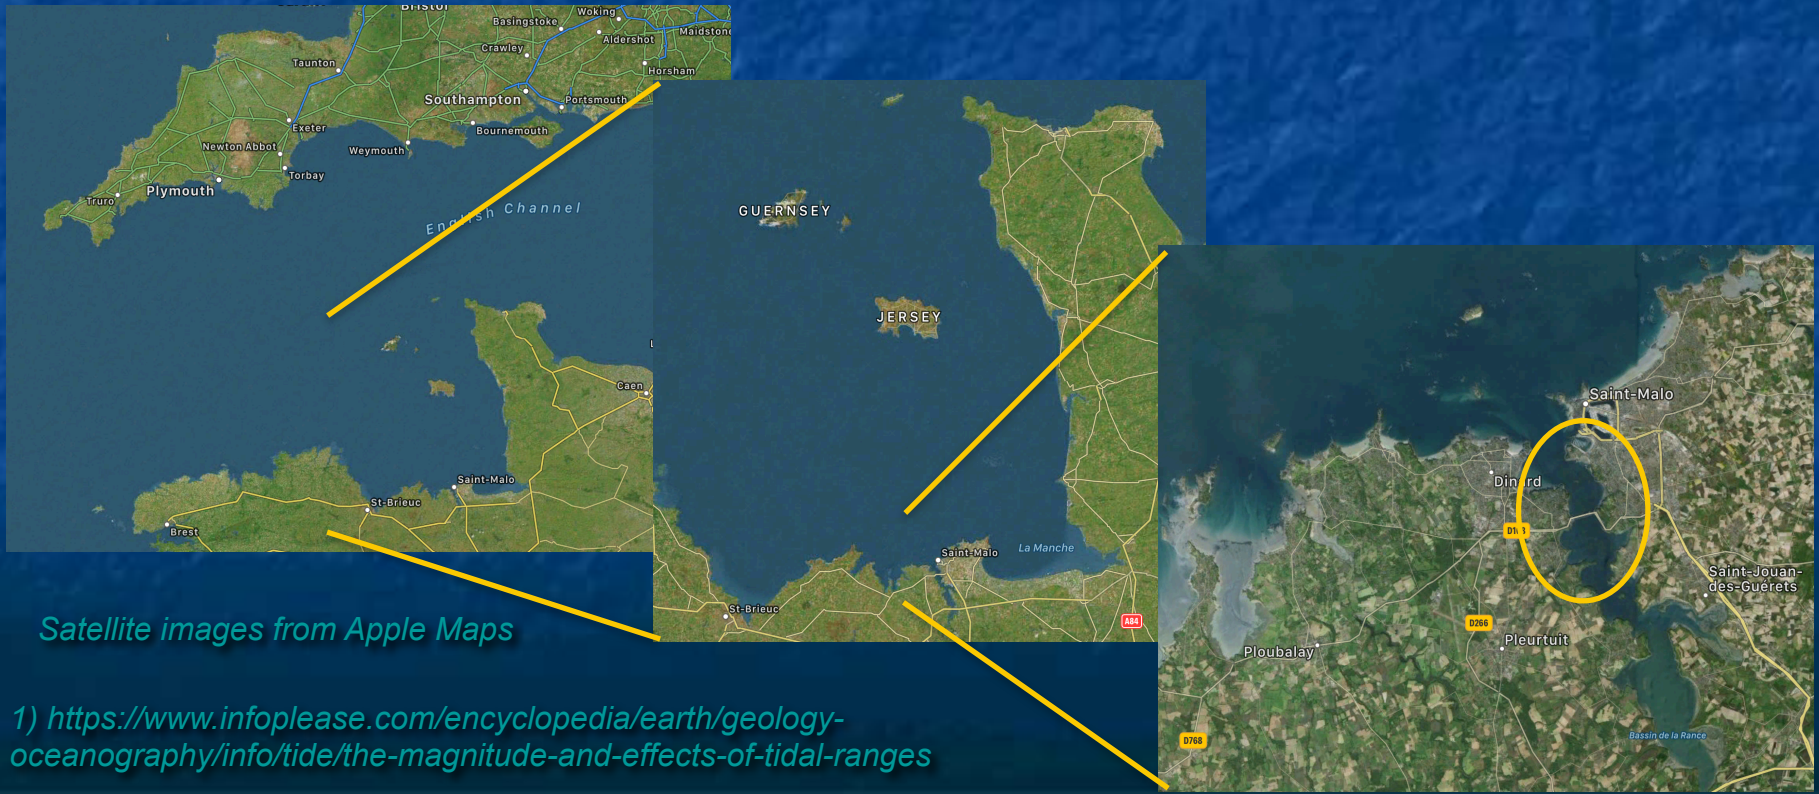 Bristol
Woking
Basingstoke
Maidstone
Aldershot
Crawley
Taunton
Horsham
Southampton
Portsmouth
Exeter
Bournemouth
Newton Abbot
Weymouth
Torbay
Plymouth
Truro
English Channel
Caen
Saint-Malo
St-Brieuc
Brest
GUERNSEY
JERSEY
Saint-Malo
La Manche
St-Brieuc
A84
Saint-Malo
Dinard
Saint-Jouan-
des-Guérets
D266
Pleurtuit
Ploubalay
Bassin de la Rance
D768
Satellite images from Apple Maps
1) https://www.infoplease.com/encyclopedia/earth/geology-
oceanography/info/tide/the-magnitude-and-effects-of-tidal-ranges